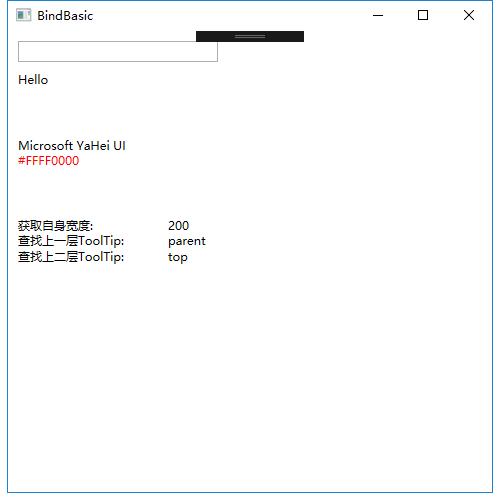 BindBasic
Hello
Microsoft YaHei UI
#FFFF0000
获取自身宽度: 200
查找上一层ToolTip: parent
查找上二层ToolTip: top